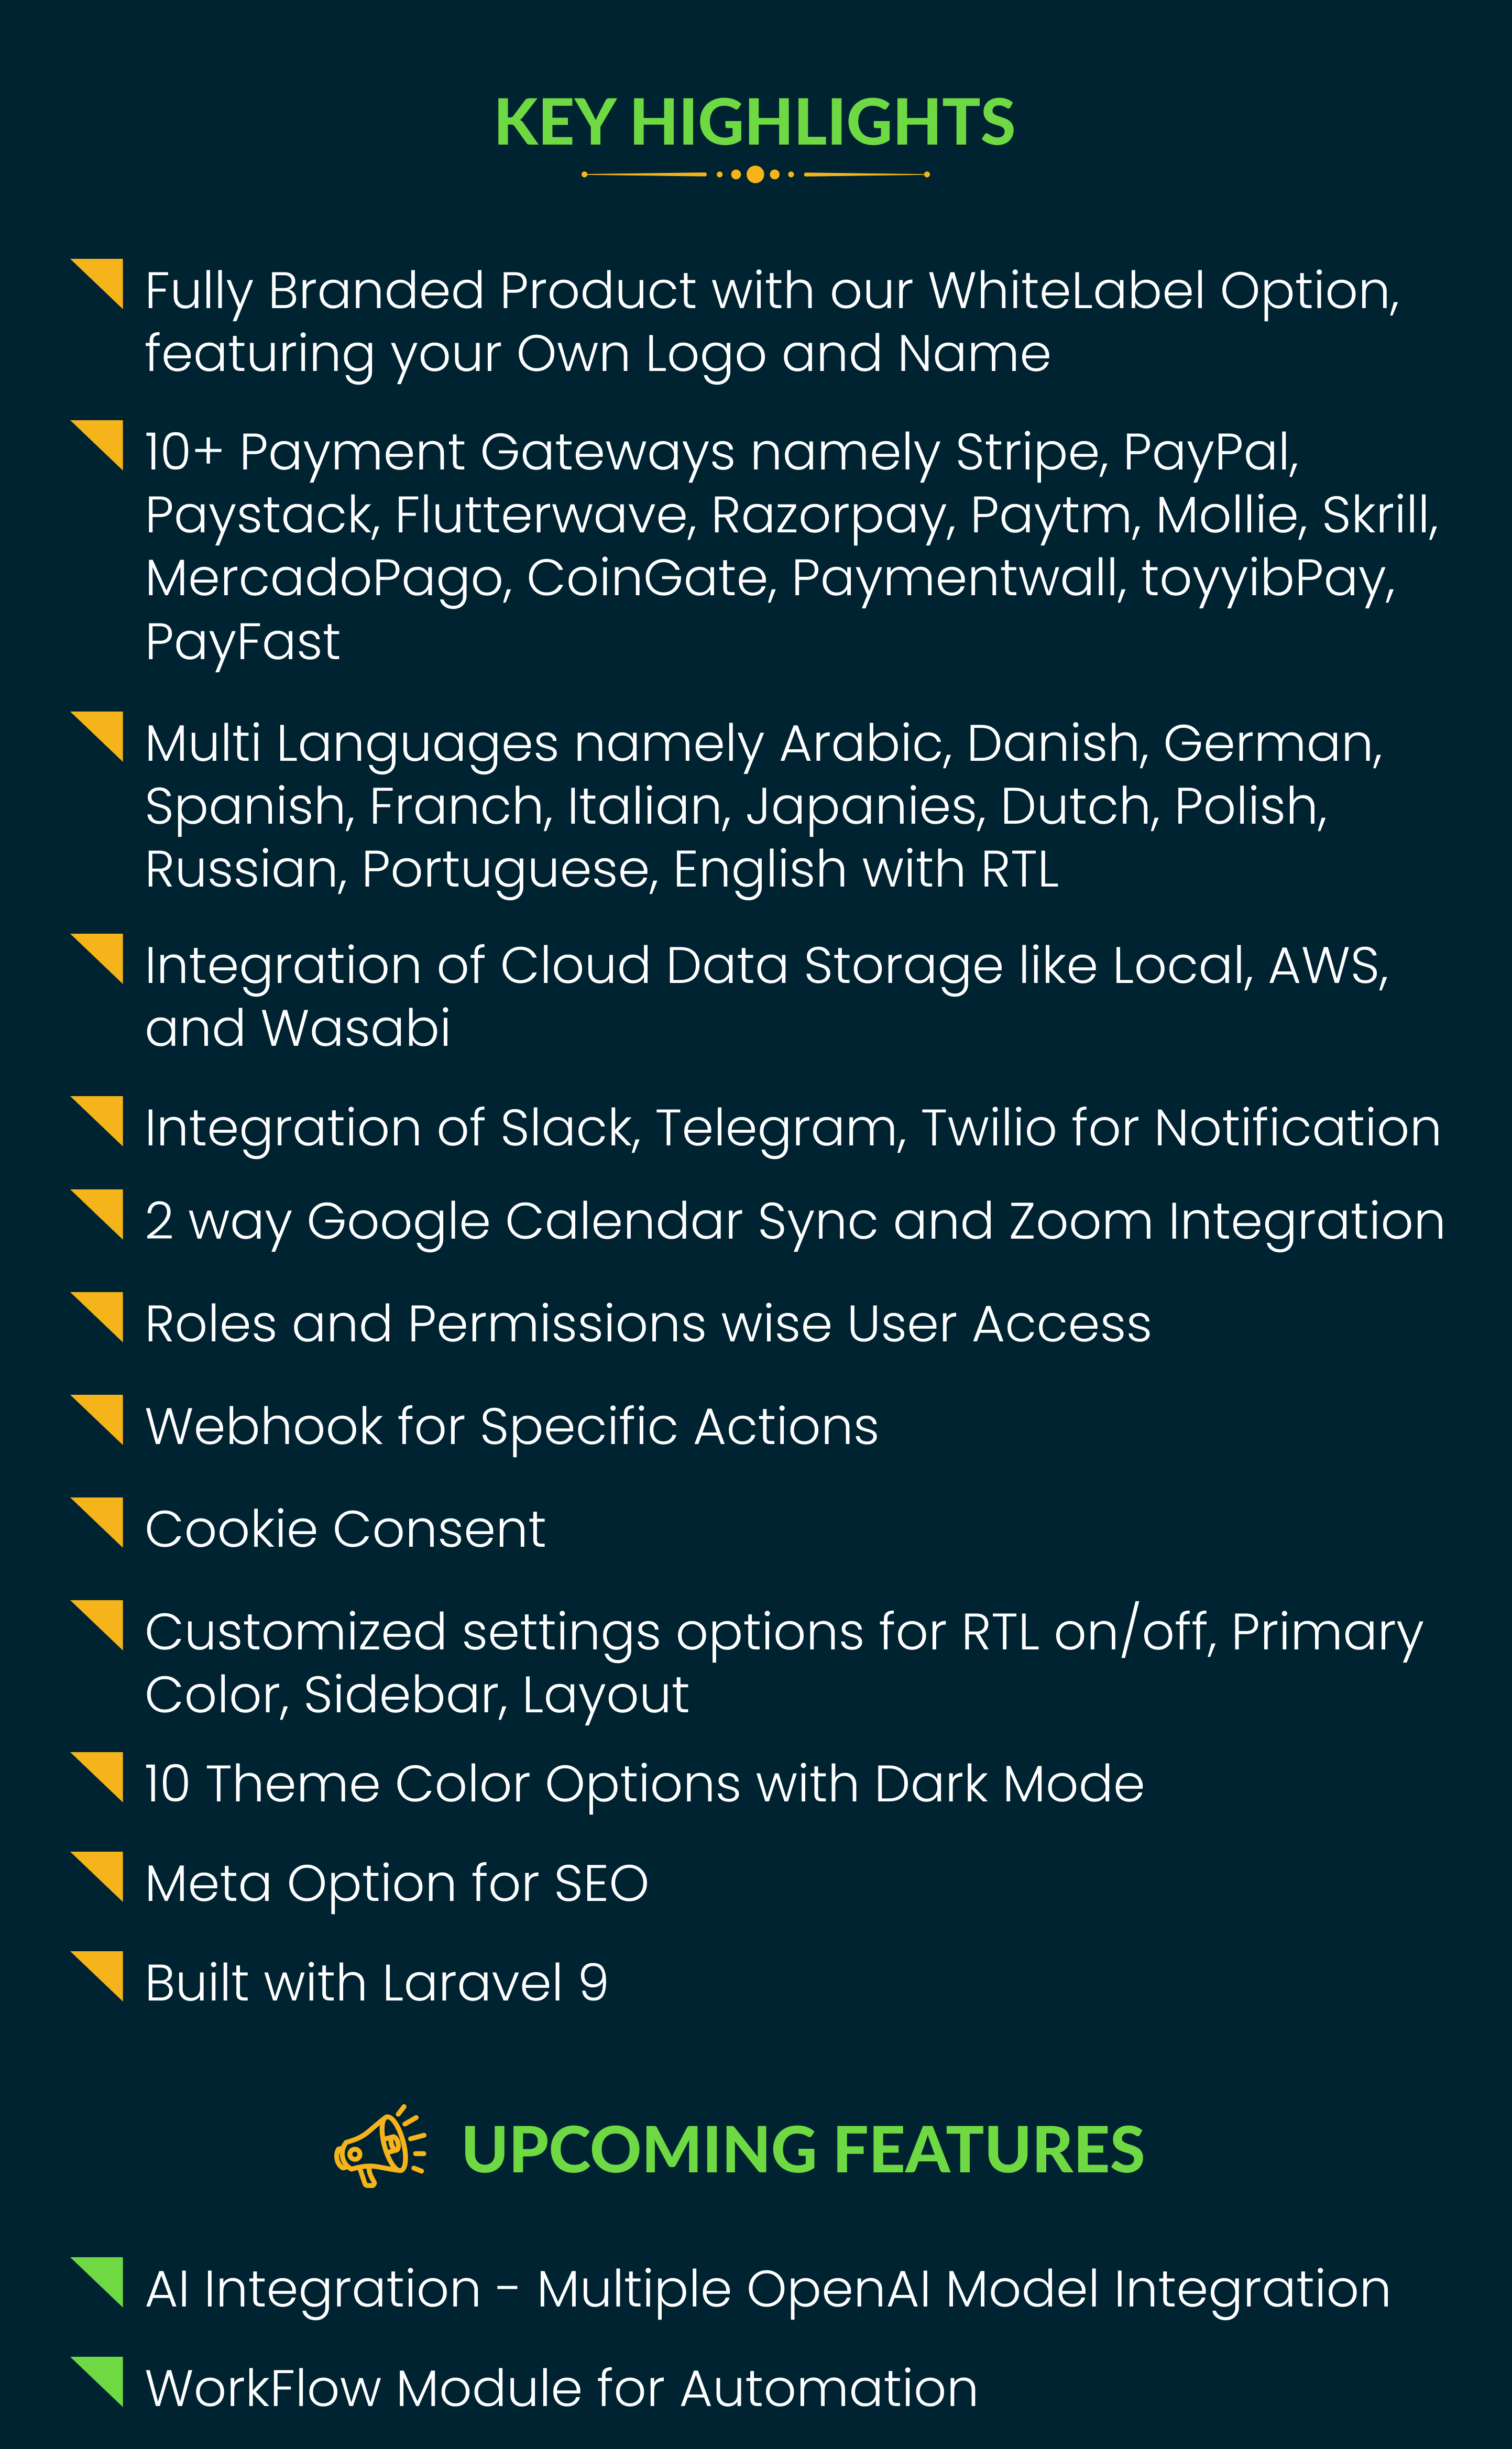 KEY HIGHLIGHTS
Fully Branded Product with our WhiteLabel Option,
featuring your Own Logo and Name
10+ Payment Gateways namely Stripe, PayPal,
Paystack, Flutterwave, Razorpay, Paytm, Mollie, Skrill,
MercadoPago, CoinGate, Paymentwall, toyyibPay,
PayFast
Multi Languages namely Arabic, Danish, German,
Spanish, Franch, Italian, Japanies, Dutch, Polish,
Russian, Portuguese, English with RTL
Integration of Cloud Data Storage like Local, AWS,
and Wasabi
Integration of Slack, Telegram, Twilio for Notification
2 way Google Calendar Sync and Zoom Integration
Roles and Permissions wise User Access
Webhook for Specific Actions
Cookie Consent
Customized settings options for RTL on/off, Primary
Color, Sidebar, Layout
10 Theme Color Options with Dark Mode
Meta Option for SEO
Built with Laravel 9
UPCOMING FEATURES
AI Integration - Multiple OpenAI Model Integration
WorkFlow Module for Automation